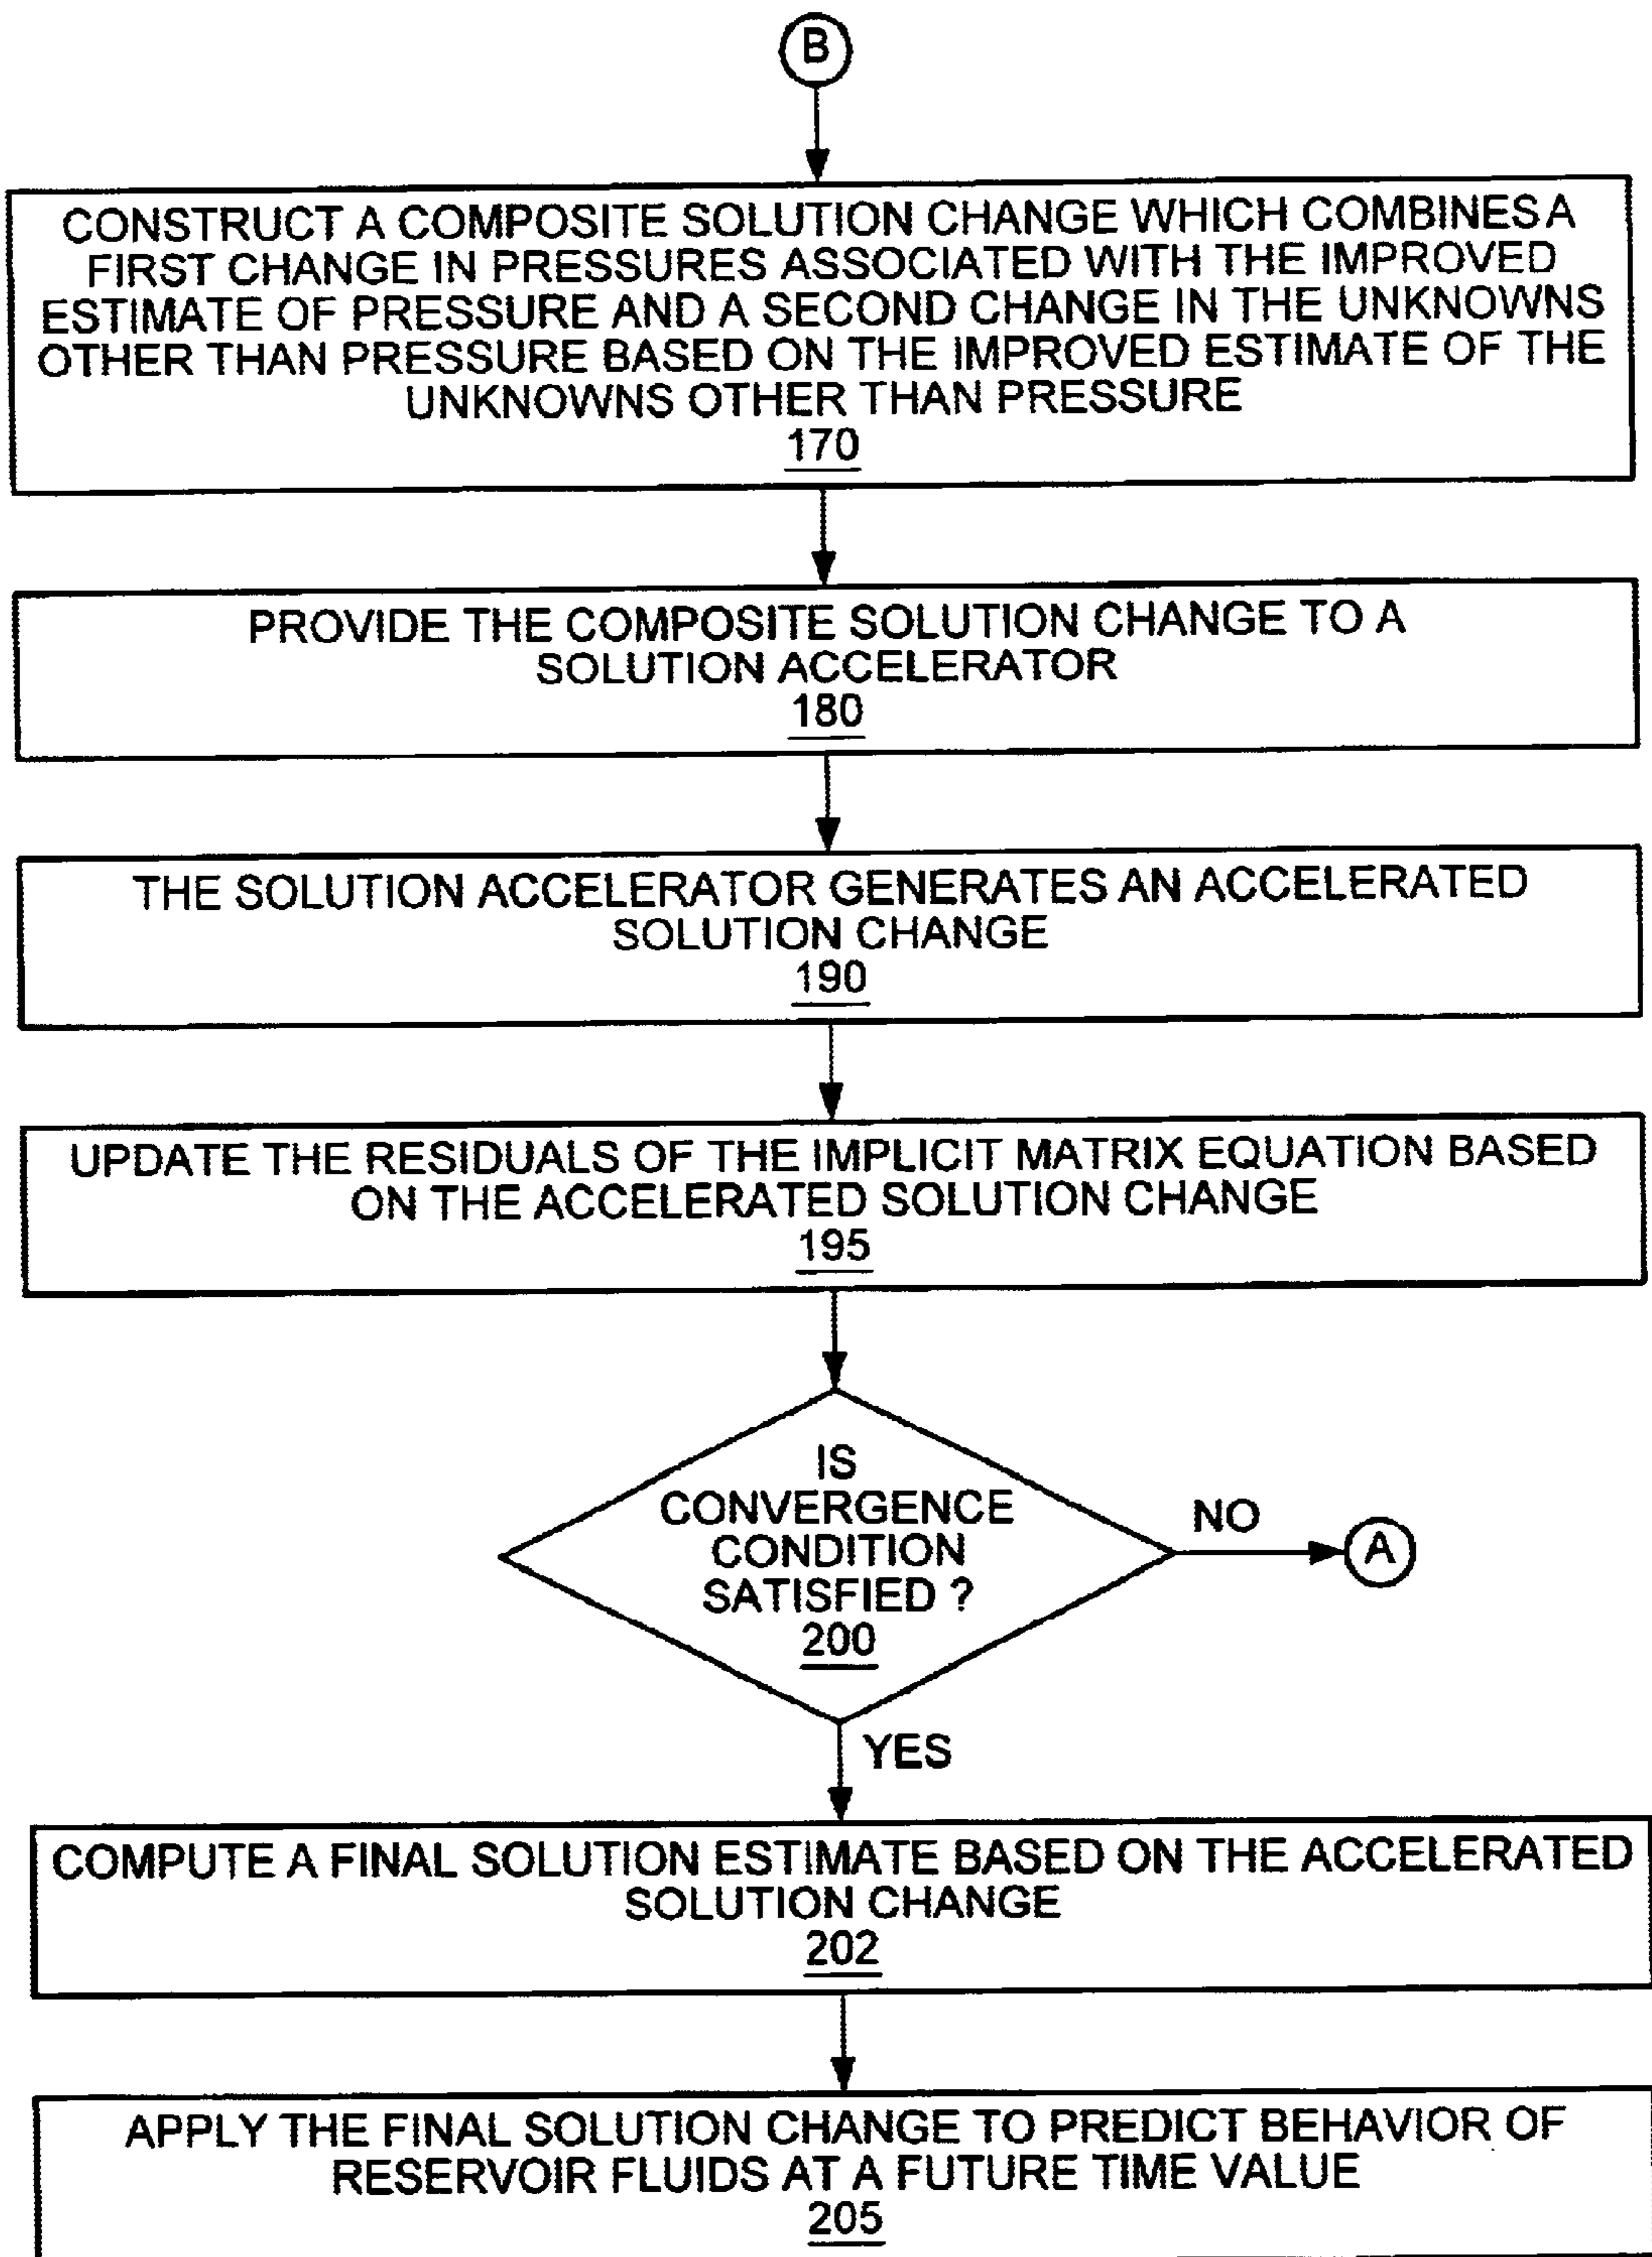 B
CONSTRUCT A COMPOSITE SOLUTION CHANGE WHICH COMBINES A
FIRST CHANGE IN PRESSURES ASSOCIATED WITH THE IMPROVED
ESTIMATE OF PRESSURE AND A SECOND CHANGE IN THE UNKNOWNS
OTHER THAN PRESSURE BASED ON THE IMPROVED ESTIMATE OF THE
UNKNOWNS OTHER THAN PRESSURE
170
PROVIDE THE COMPOSITE SOLUTION CHANGE TO A
SOLUTION ACCELERATOR
180
THE SOLUTION ACCELERATOR GENERATES AN ACCELERATED
SOLUTION CHANGE
190
UPDATE THE RESIDUALS OF THE IMPLICIT MATRIX EQUATION BASED
ON THE ACCELERATED SOLUTION CHANGE
195
IS
CONVERGENCE
CONDITION
SATISFIED ?
200
NO
A
YES
COMPUTE A FINAL SOLUTION ESTIMATE BASED ON THE ACCELERATED
SOLUTION CHANGE
202
APPLY THE FINAL SOLUTION CHANGE TO PREDICT BEHAVIOR OF
RESERVOIR FLUIDS AT A FUTURE TIME VALUE
205